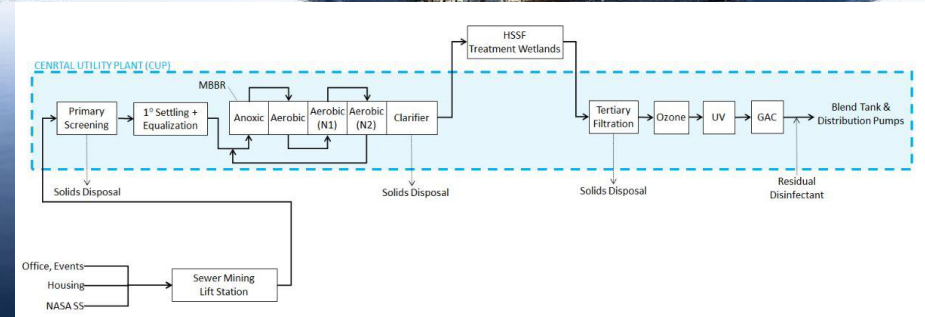 HSSF
Treatment Wetlands
CENRTAL UTILITY PLANT (CUP)
MBBR
Primary
Screening
1° Settling +
Equalization
Anoxic
Aerobic
Aerobic
(N1)
Aerobic
(N2)
Clarifier
Tertiary
Filtration
Ozone
UV
GAC
Blend Tank &
Distribution Pumps
Solids Disposal
Solids Disposal
Solids Disposal
Residual
Disinfectant
Office, Events
Housing
NASA SS
Sewer Mining
Lift Station